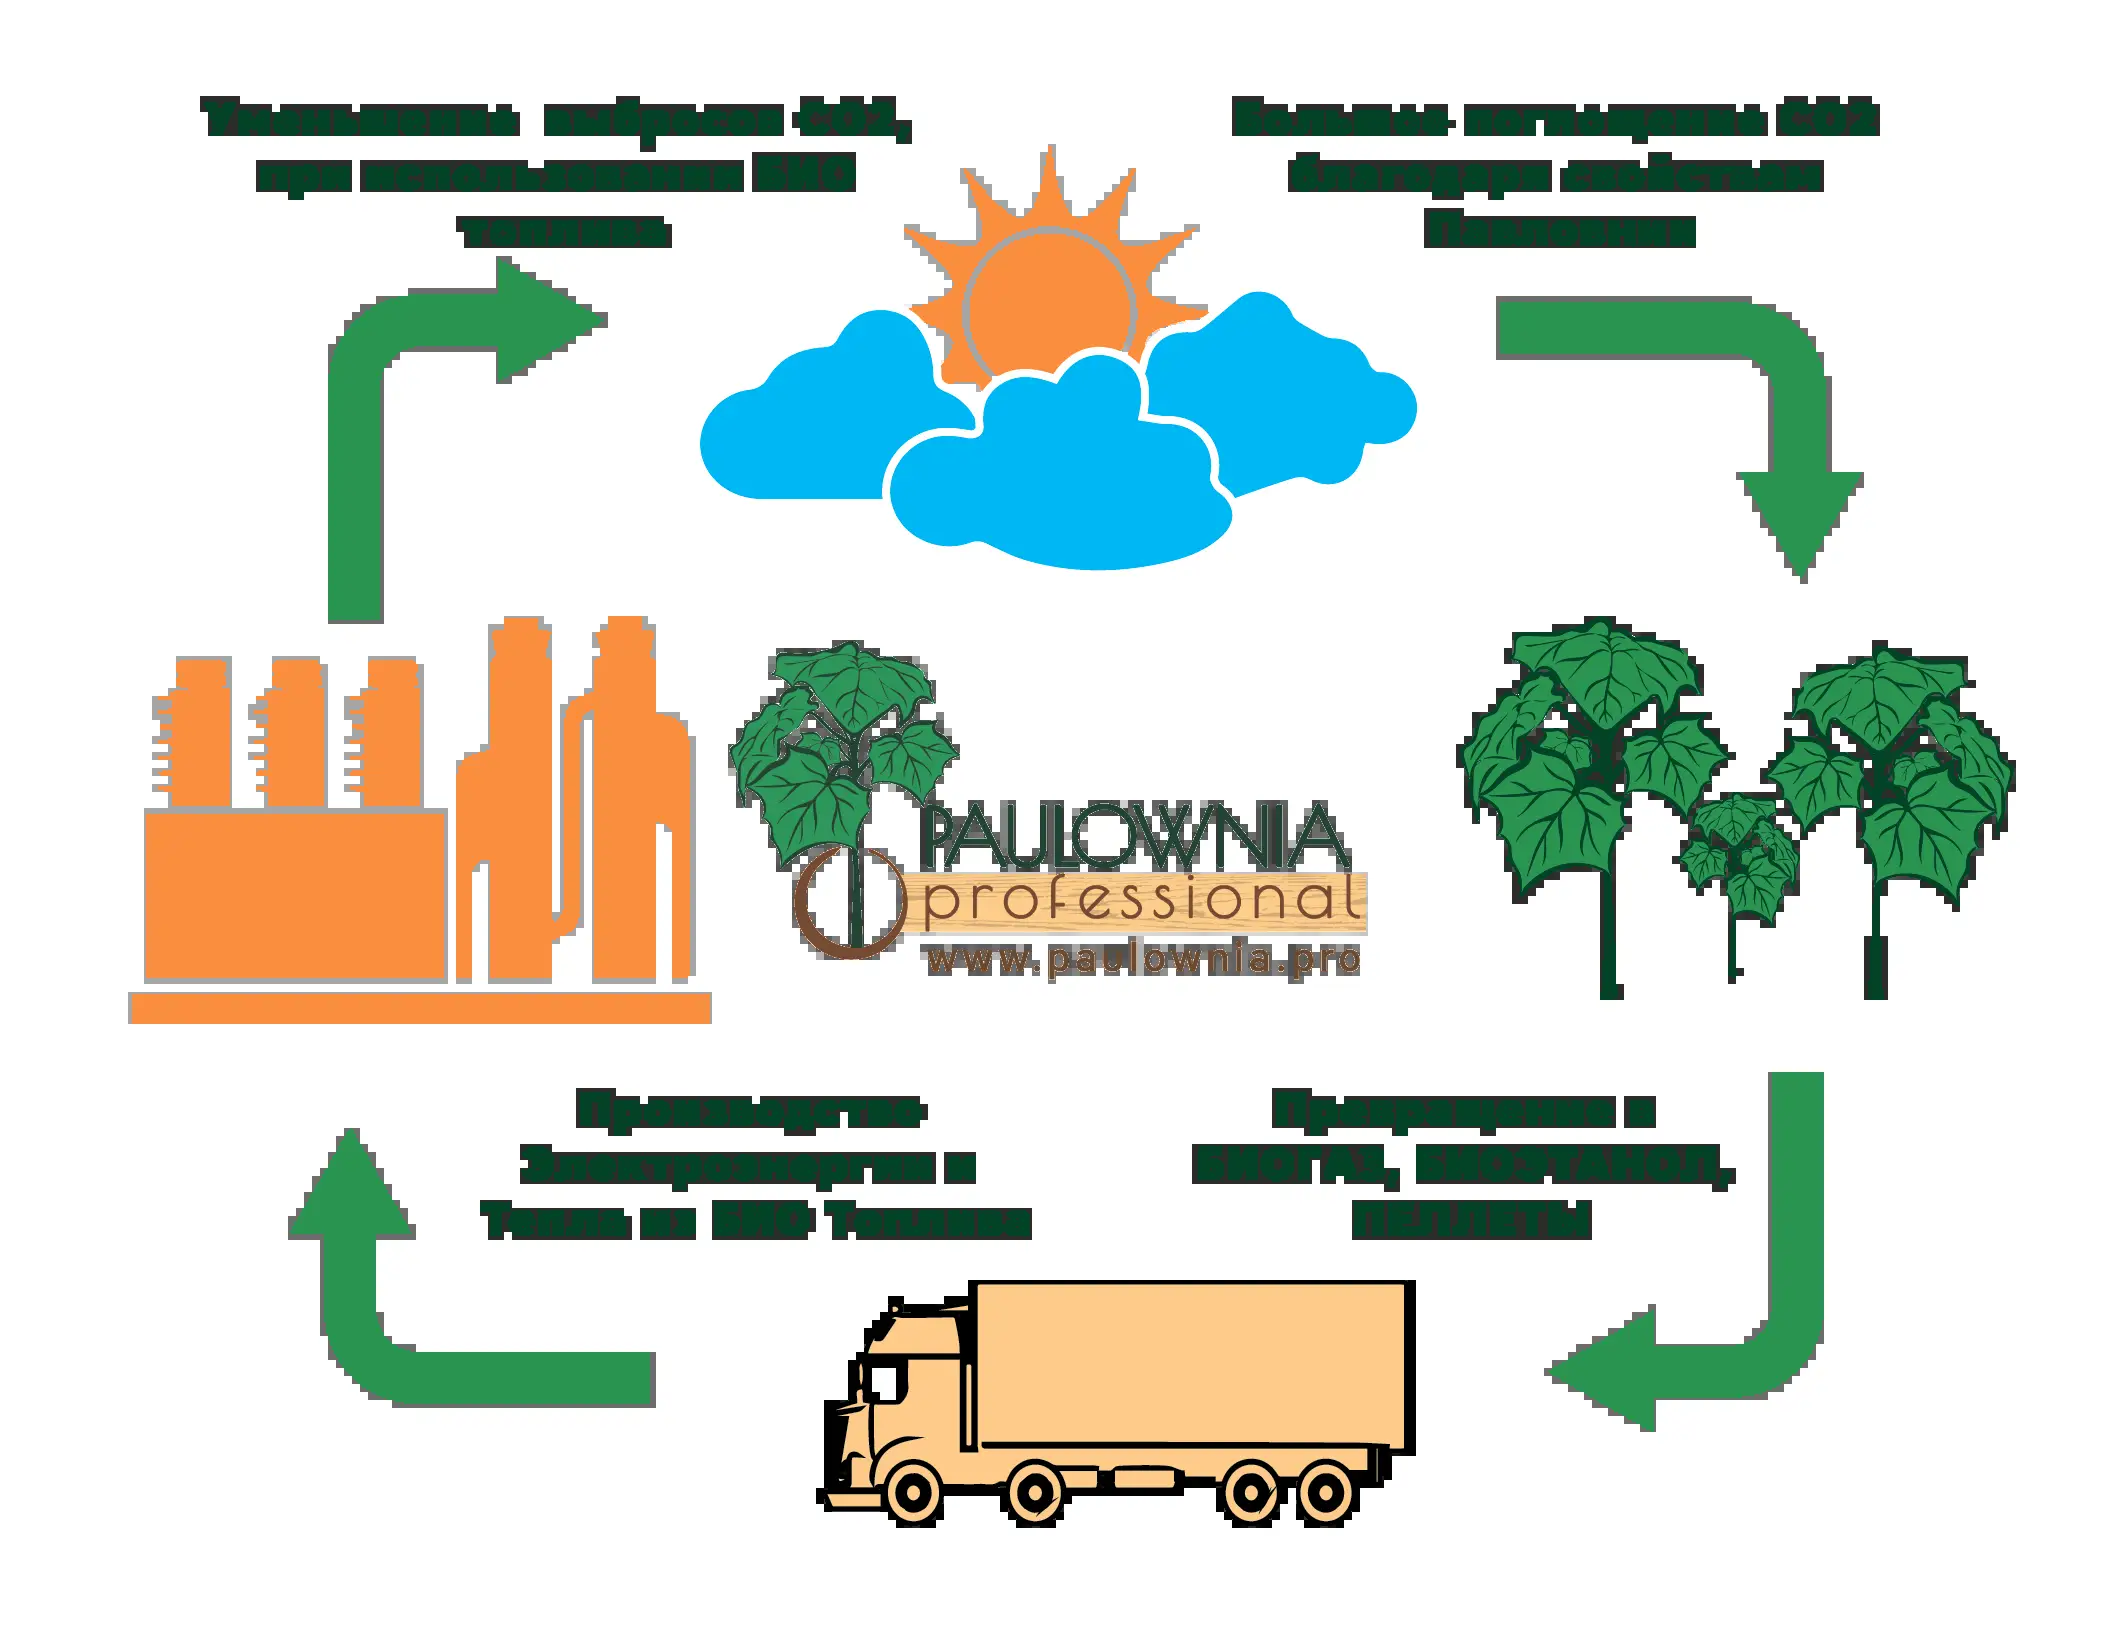 Уменьшение выбросов СО2,
при использовании БИО
топлива
Большое поглощение СО2
благодаря свойствам
Павловнии
PAULOWNIA
professional
www.paulownia.pro
Производство
Электроэнергии и
Тепла из БИО Топлива
Превращение в
БИОГАЗ, БИОЭТАНОЛ,
ПЕЛЛЕТЫ